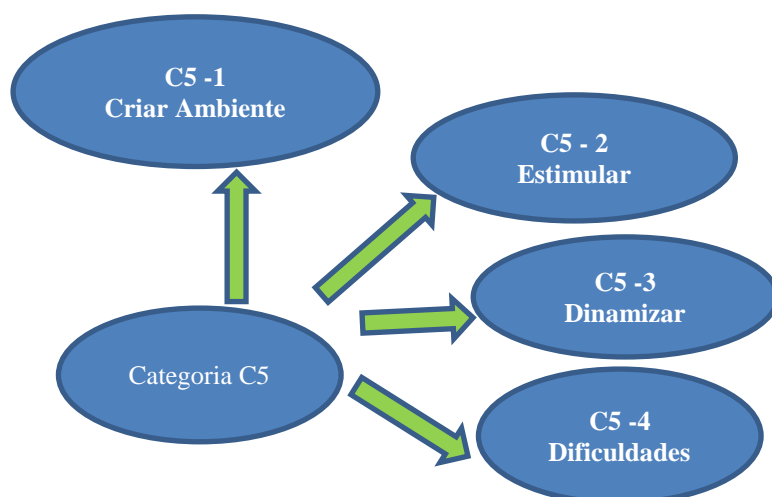 C5 -1
Criar Ambiente
C5 - 2
Estimular
C5 -3
Dinamizar
Categoria C5
C5 -4
Dificuldades